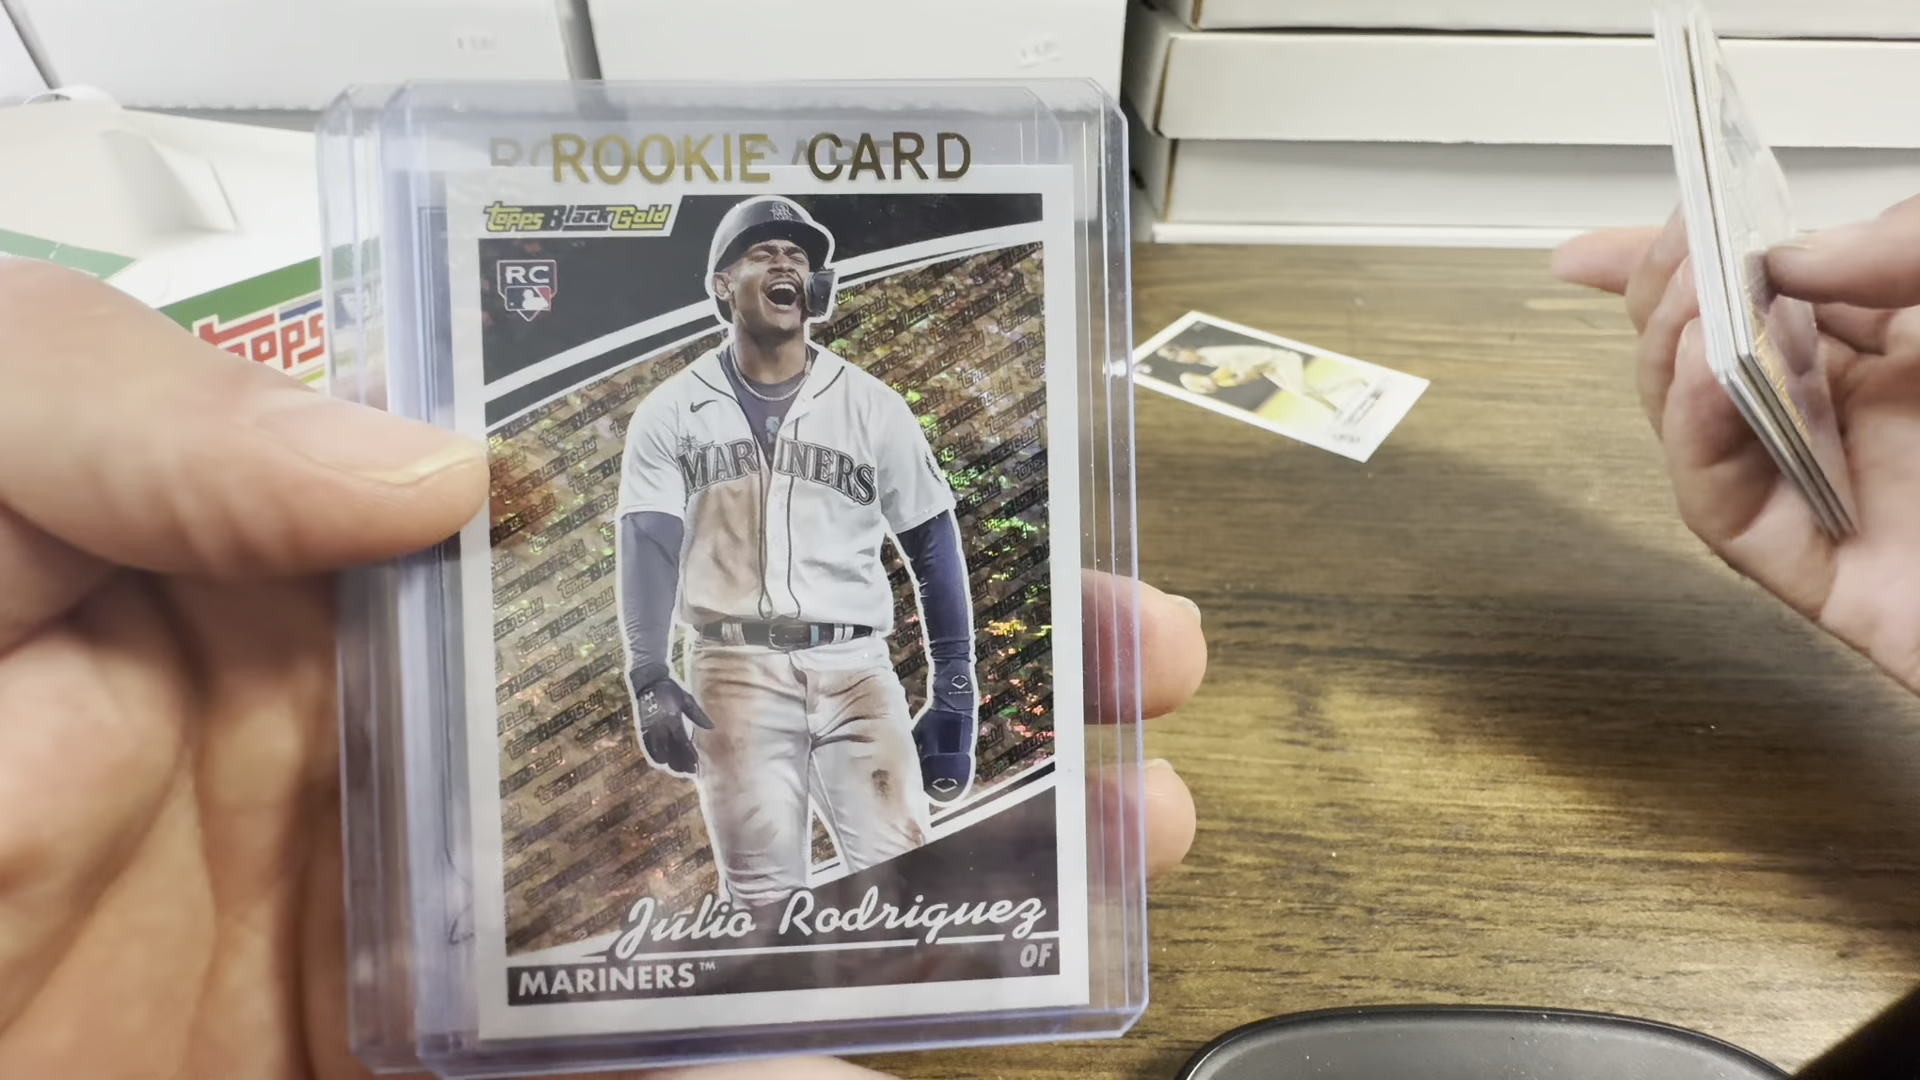 ROOKIE CARD
topps Black Gold
RC
topps
MARINERS
Julio Rodriguez
OF
MARINERS™